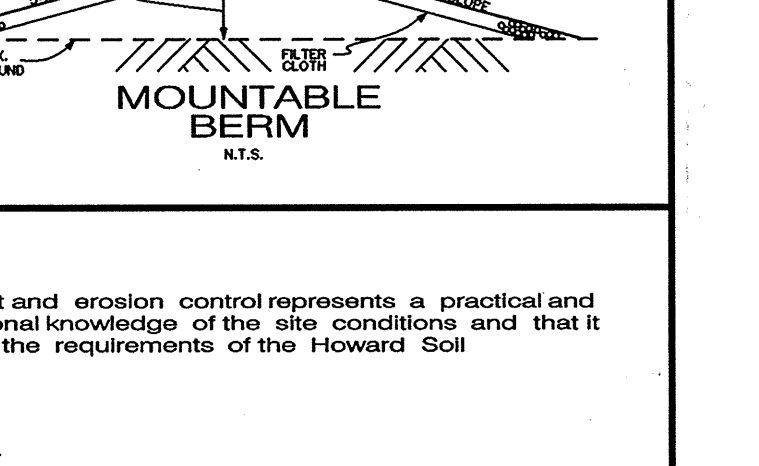 FILTER
CLOTH
MOUNTABLE
BERM
N.T.S.
and erosion control represents a practical and
knowledge of the site conditions and that it
the requirements of the Howard Soil